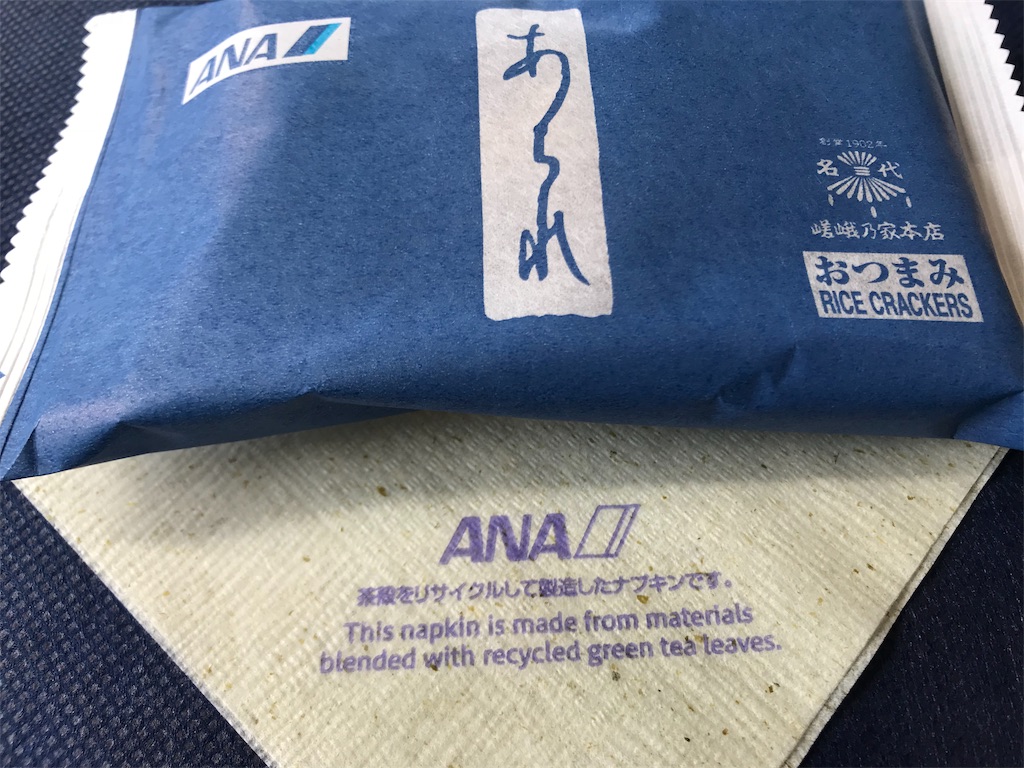 ANA
あられ
創業1902年
名代
嵯峨乃家本店
おつまみ
RICE CRACKERS
ANA
茶殻をリサイクルして製造したナプキンです。
This napkin is made from materials
blended with recycled green tea leaves.